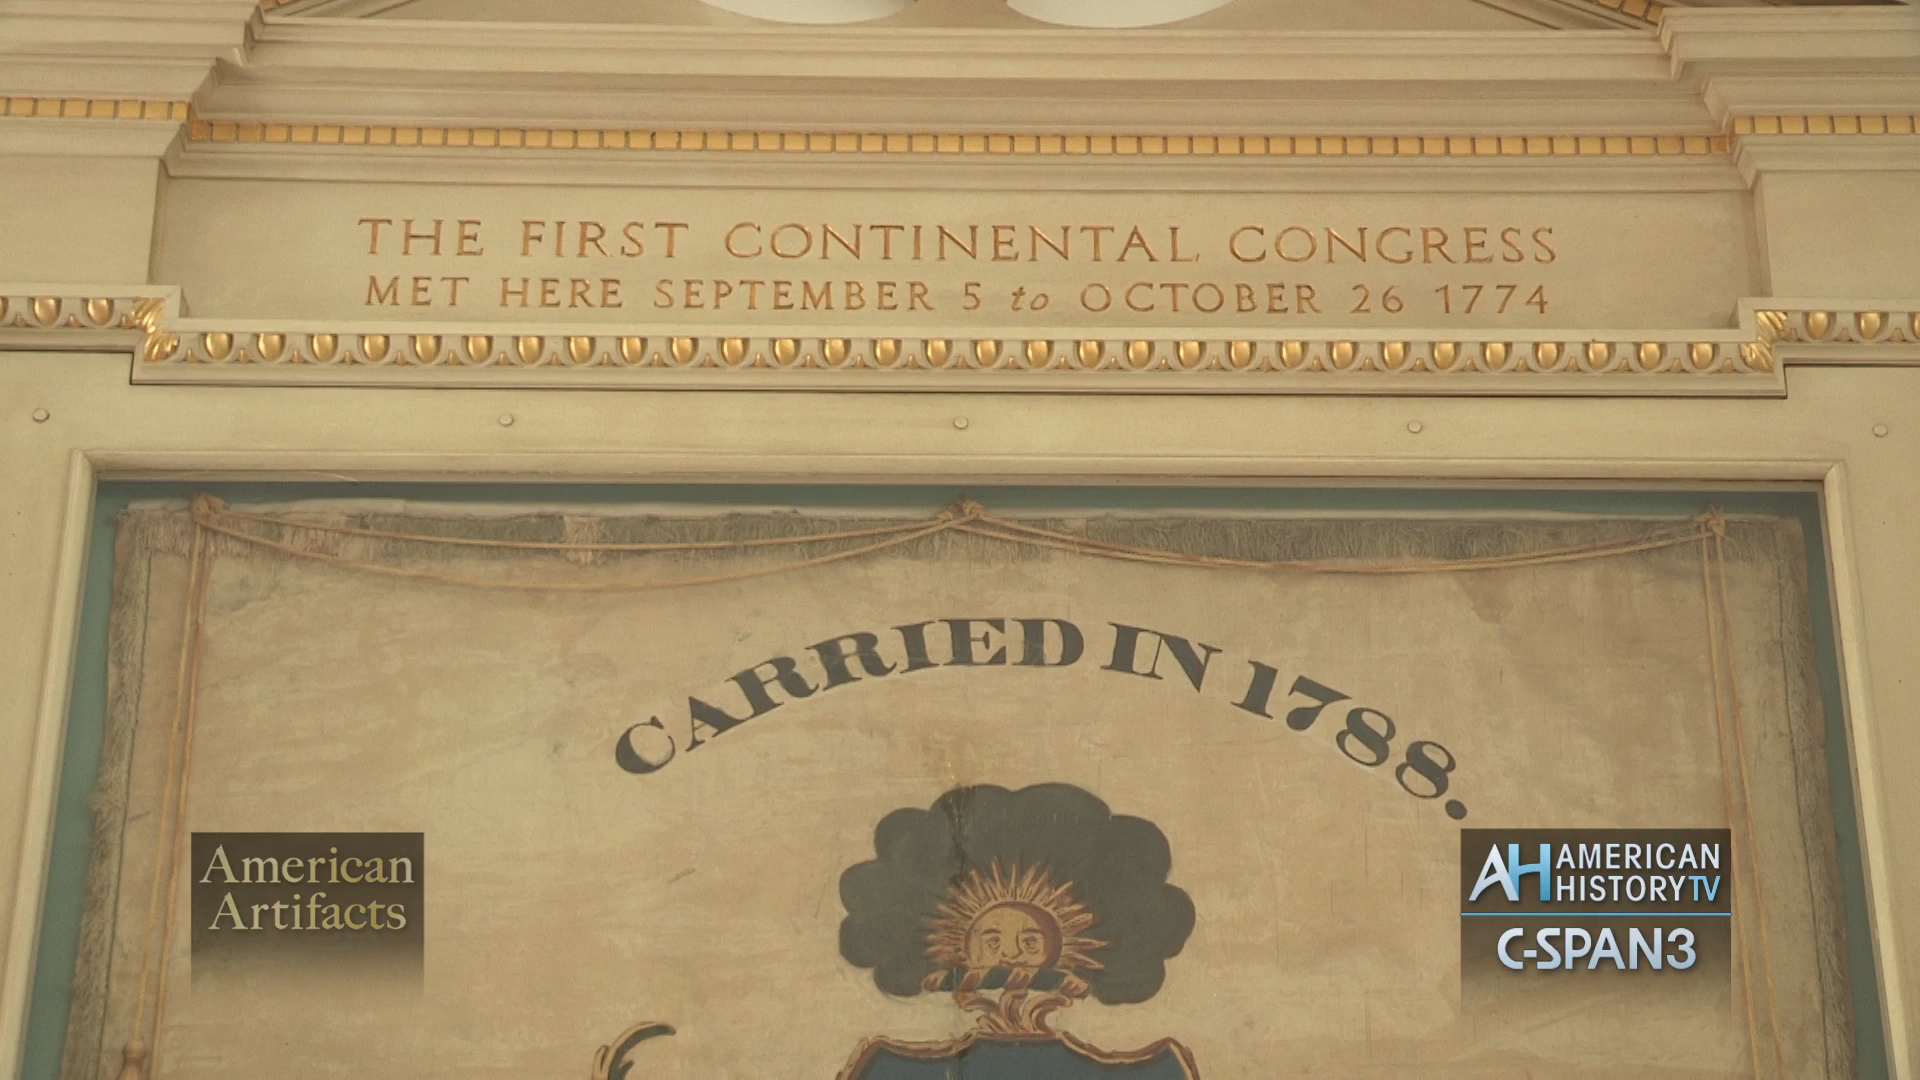 THE FIRST CONTINENTAL CONGRESS
MET HERE SEPTEMBER 5 to OCTOBER 26 1774
CARRIED IN 1788.
American
Artifacts
AH AMERICAN
HISTORY TV
C-SPAN3